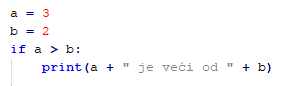 a = 3
b = 2
if a > b:
    print(a + " je veći od " + b)